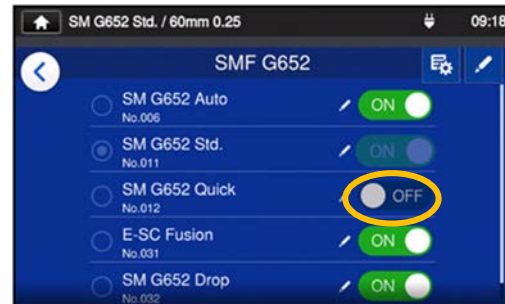 SM G652 Std. / 60mm 0.25 09:18
SMF G652
SM G652 Auto ON
No.006
SM G652 Std. ON
No.011
SM G652 Quick OFF
No.012
E-SC Fusion ON
No.031
SM G652 Drop ON
No.032